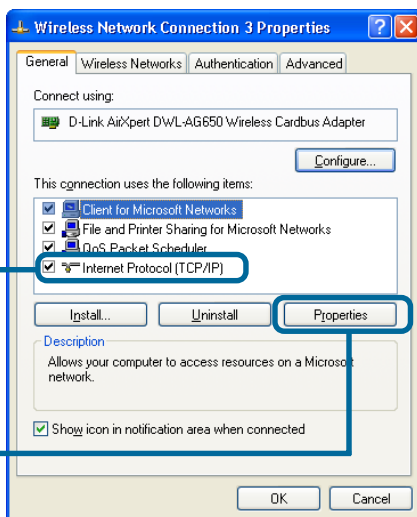 Wireless Network Connection 3 Properties
General Wireless Networks Authentication Advanced
Connect using:
D-Link AirXpert DWL-AG650 Wireless Cardbus Adapter
Configure...
This connection uses the following items:
Client for Microsoft Networks
File and Printer Sharing for Microsoft Networks
QoS Packet Scheduler
Internet Protocol (TCP/IP)
Install... Uninstall Properties
Description
Allows your computer to access resources on a Microsoft
network.
Show icon in notification area when connected
OK Cancel